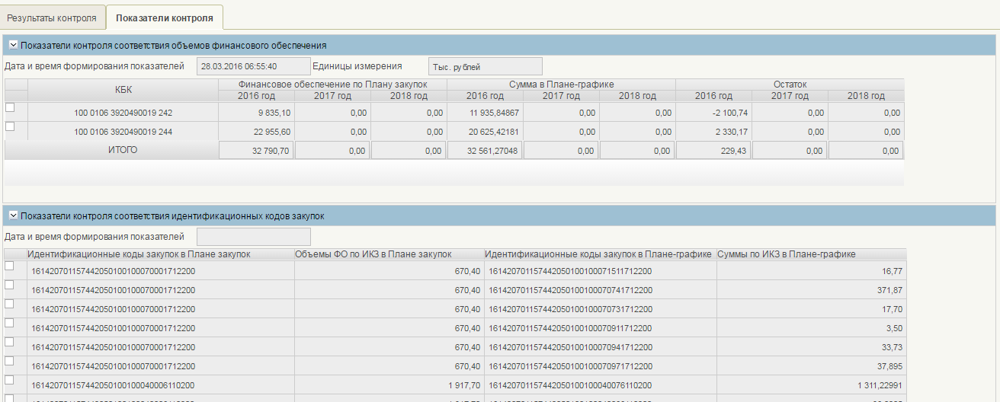 Результаты контроля Показатели контроля
Показатели контроля соответствия объемов финансового обеспечения
Дата и время формирования показателей 28.03.2016 06:55:40 Единицы измерения Тыс. рублей
КБК Финансовое обеспечение по Плану закупок Сумма в Плане-графике Остаток
2016 год 2017 год 2018 год 2016 год 2017 год 2018 год 2016 год 2017 год 2018 год
100 0106 3920490019 242 9 835,10 0,00 0,00 11 935,84867 0,00 0,00 -2 100,74 0,00 0,00
100 0106 3920490019 244 22 955,60 0,00 0,00 20 625,42181 0,00 0,00 2 330,17 0,00 0,00
ИТОГО 32 790,70 0,00 0,00 32 561,27048 0,00 0,00 229,43 0,00 0,00
Показатели контроля соответствия идентификационных кодов закупок
Дата и время формирования показателей
Идентификационные коды закупок в Плане закупок Объемы ФО по ИКЗ в Плане закупок Идентификационные коды закупок в Плане-графике Суммы по ИКЗ в Плане-графике
161420701157442050100100070001712200 670,40 161420701157442050100100071511712200 16,77
161420701157442050100100070001712200 670,40 161420701157442050100100070741712200 371,87
161420701157442050100100070001712200 670,40 161420701157442050100100070731712200 17,70
161420701157442050100100070001712200 670,40 161420701157442050100100070911712200 3,50
161420701157442050100100070001712200 670,40 161420701157442050100100070941712200 33,73
161420701157442050100100070001712200 670,40 161420701157442050100100070971712200 37,895
161420701157442050100100040006110200 1 917,70 161420701157442050100100040076110200 1 311,22991